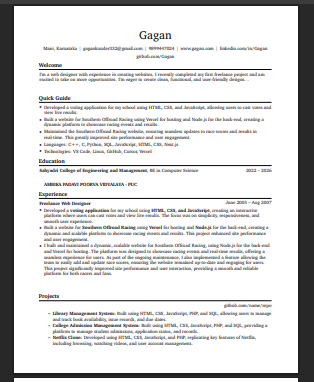 Gagan
Mani, Karnataka | gaganhunder332@gmail.com | 9899447024 | www.gagan.com | linkedin.com/in/Gagan
github.com/Gagan
Welcome
I'm a web designer with experience in creating websites. I recently completed my first freelance project and am
excited to take on more opportunities. I'm eager to create clean, functional, and user-friendly designs.
Quick Guide
• Developed a voting application for my school using HTML, CSS, and JavaScript, allowing users to cast votes and
view live results.
• Built a website for Southern Offroad Racing using Vercel for hosting and Node.js for the back-end, creating a
dynamic platform to showcase racing events and results.
• Maintained the Southern Offroad Racing website, ensuring seamless updates to race scores and results in
real-time. This greatly improved site performance and user engagement.
• Languages: C++, C, Python, SQL, JavaScript, HTML, CSS, Next.js
• Technologies: VS Code, Linux, GitHub, Cursor, Vercel
Education
Sahyadri College of Engineering and Management, BE in Computer Science 2022 – 2026
AMBIKA PADAVI POORVA VIDYALAYA - PUC
Experience
Freelance Web Designer June 2005 – Aug 2007
• Developed a voting application for my school using HTML, CSS, and JavaScript, creating an interactive
platform where users can cast votes and view live results. The focus was on simplicity, responsiveness, and
smooth user experience.
• Built a website for Southern Offroad Racing using Vercel for hosting and Node.js for the back-end, creating a
dynamic and scalable platform to showcase racing events and results. This project enhanced site performance
and user engagement.
• I built and maintained a dynamic, scalable website for Southern Offroad Racing, using Node.js for the back-end
and Vercel for hosting. The platform was designed to showcase racing events and real-time results, offering a
seamless experience for users. As part of the ongoing maintenance, I also implemented a feature allowing the
team to easily add and update race scores, ensuring the website remained up-to-date and engaging for users.
This project significantly improved site performance and user interaction, providing a smooth and reliable
platform for both racers and fans.
Projects
github.com/name/repo
– Library Management System: Built using HTML, CSS, JavaScript, PHP, and SQL, allowing users to manage
and track book availability, issue records, and due dates.
– College Admission Management System: Built using HTML, CSS, JavaScript, PHP, and SQL, providing a
platform to manage student admissions, application status, and records.
– Netflix Clone: Developed using HTML, CSS, JavaScript, and PHP, replicating key features of Netflix,
including browsing, watching videos, and user account management.